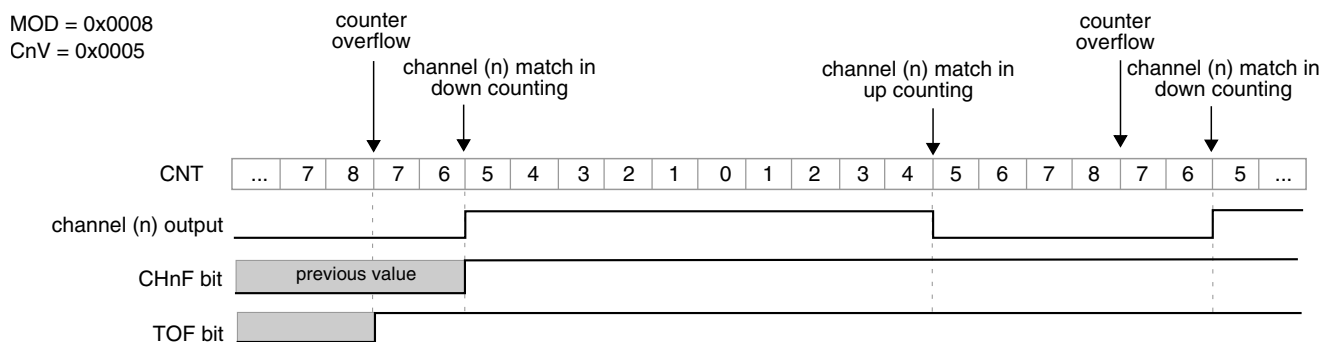 MOD = 0x0008
CnV = 0x0005
counter
overflow
channel (n) match in
down counting
channel (n) match in
up counting
counter
overflow
channel (n) match in
down counting
CNT ... 7 8 7 6 5 4 3 2 1 0 1 2 3 4 5 6 7 8 7 6 5 ...
channel (n) output
CHnF bit previous value
TOF bit